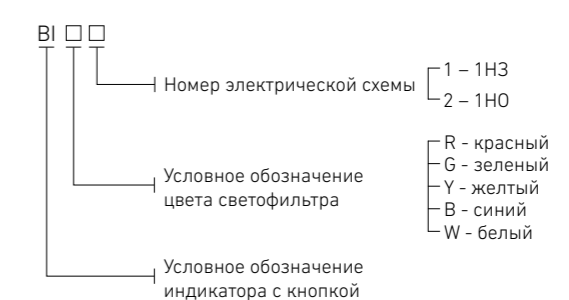 BI □ □
Номер электрической схемы
1 – 1НЗ
2 – 1НО
Условное обозначение
цвета светофильтра
R - красный
G - зеленый
Y - желтый
B - синий
W - белый
Условное обозначение
индикатора с кнопкой